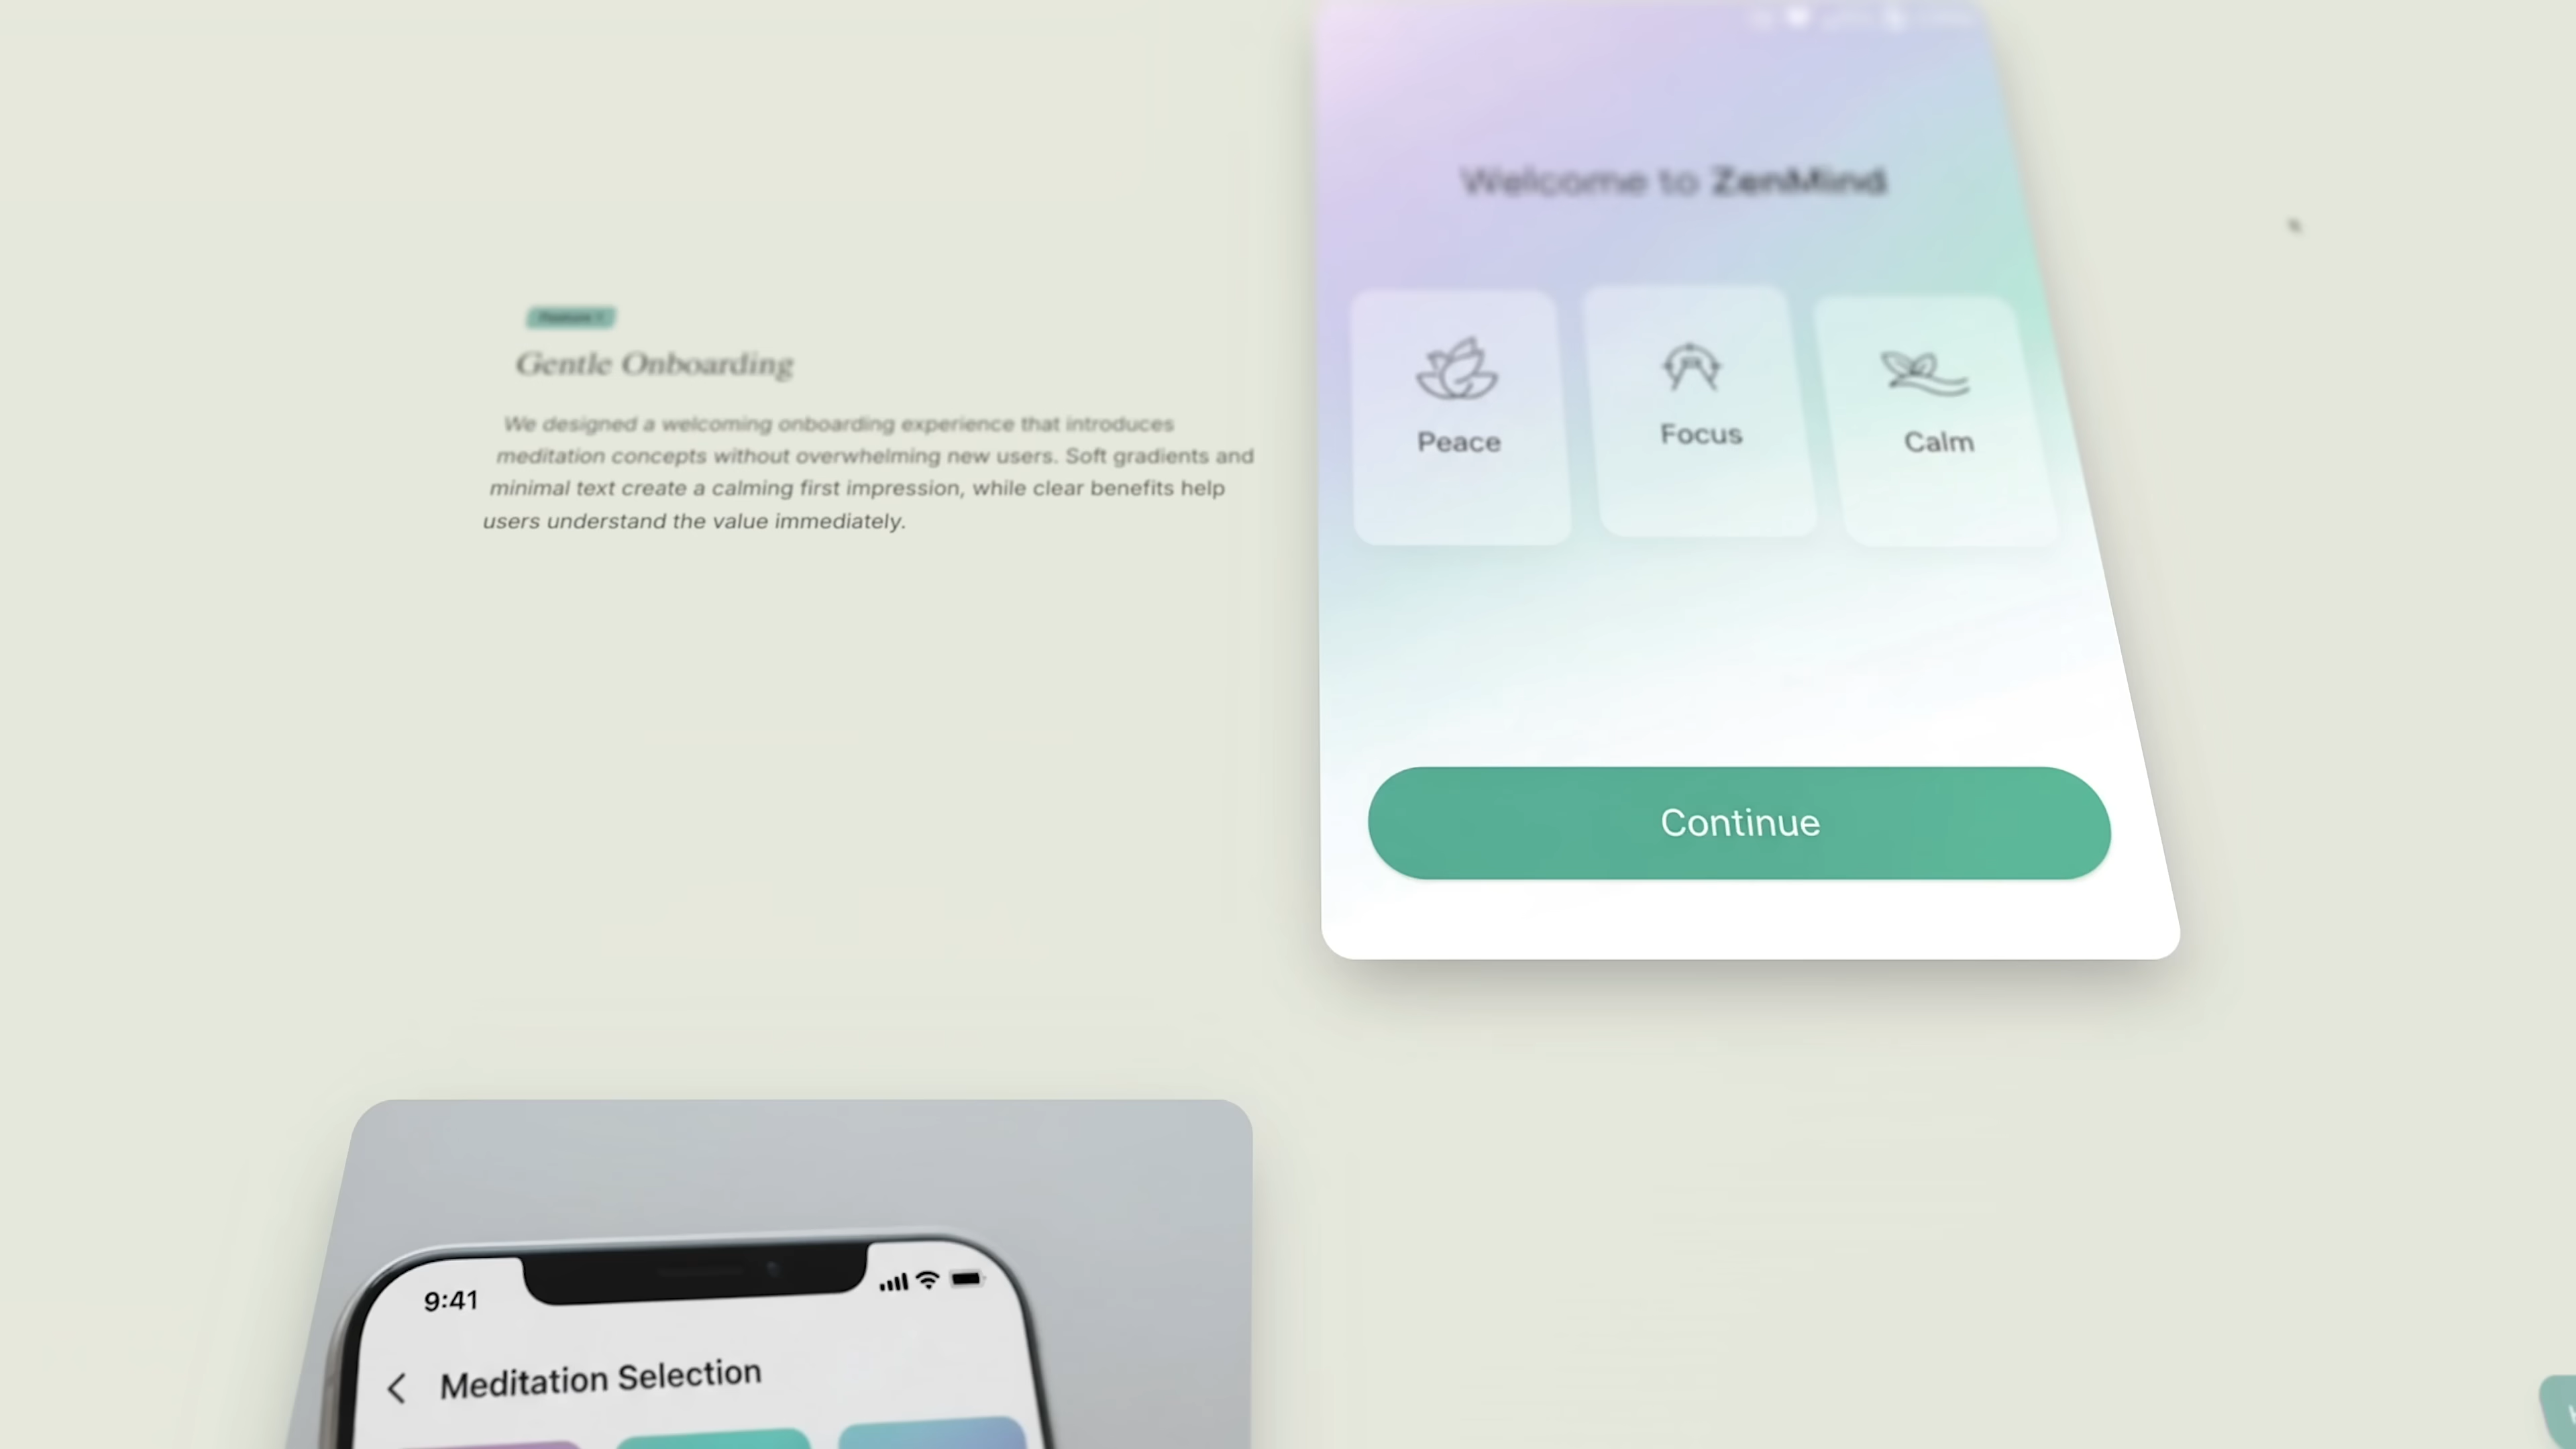 Welcome to ZenMind
Gentle Onboarding
We designed a welcoming onboarding experience that introduces
meditation concepts without overwhelming new users. Soft gradients and
minimal text create a calming first impression, while clear benefits help
users understand the value immediately.
Peace
Focus
Calm
Continue
9:41
Meditation Selection